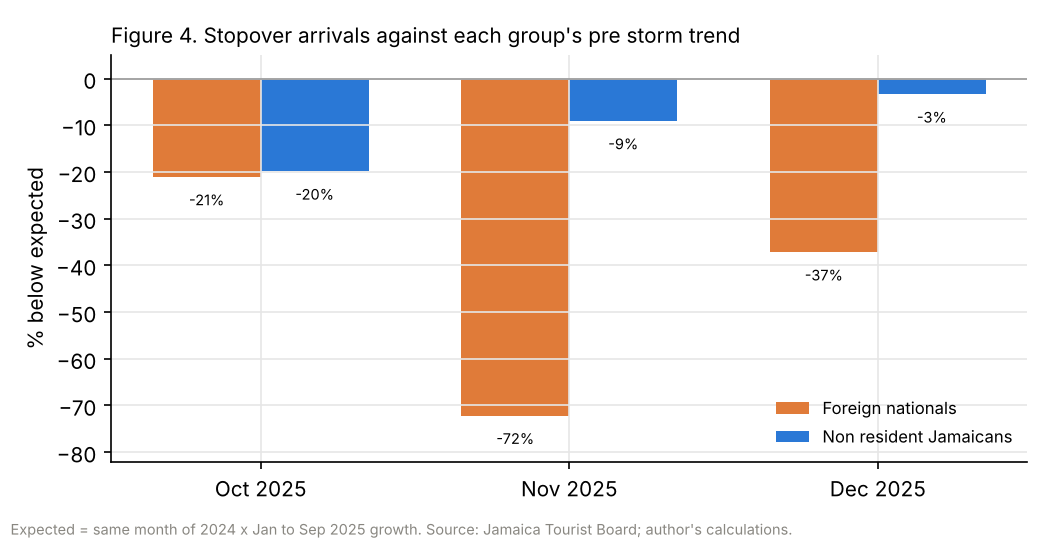 Figure 4. Stopover arrivals against each group's pre storm trend
% below expected
0
−10
−20
−30
−40
−50
−60
−70
−80
-21%
-20%
-72%
-9%
-37%
-3%
Foreign nationals
Non resident Jamaicans
Oct 2025
Nov 2025
Dec 2025
Expected = same month of 2024 x Jan to Sep 2025 growth. Source: Jamaica Tourist Board; author's calculations.